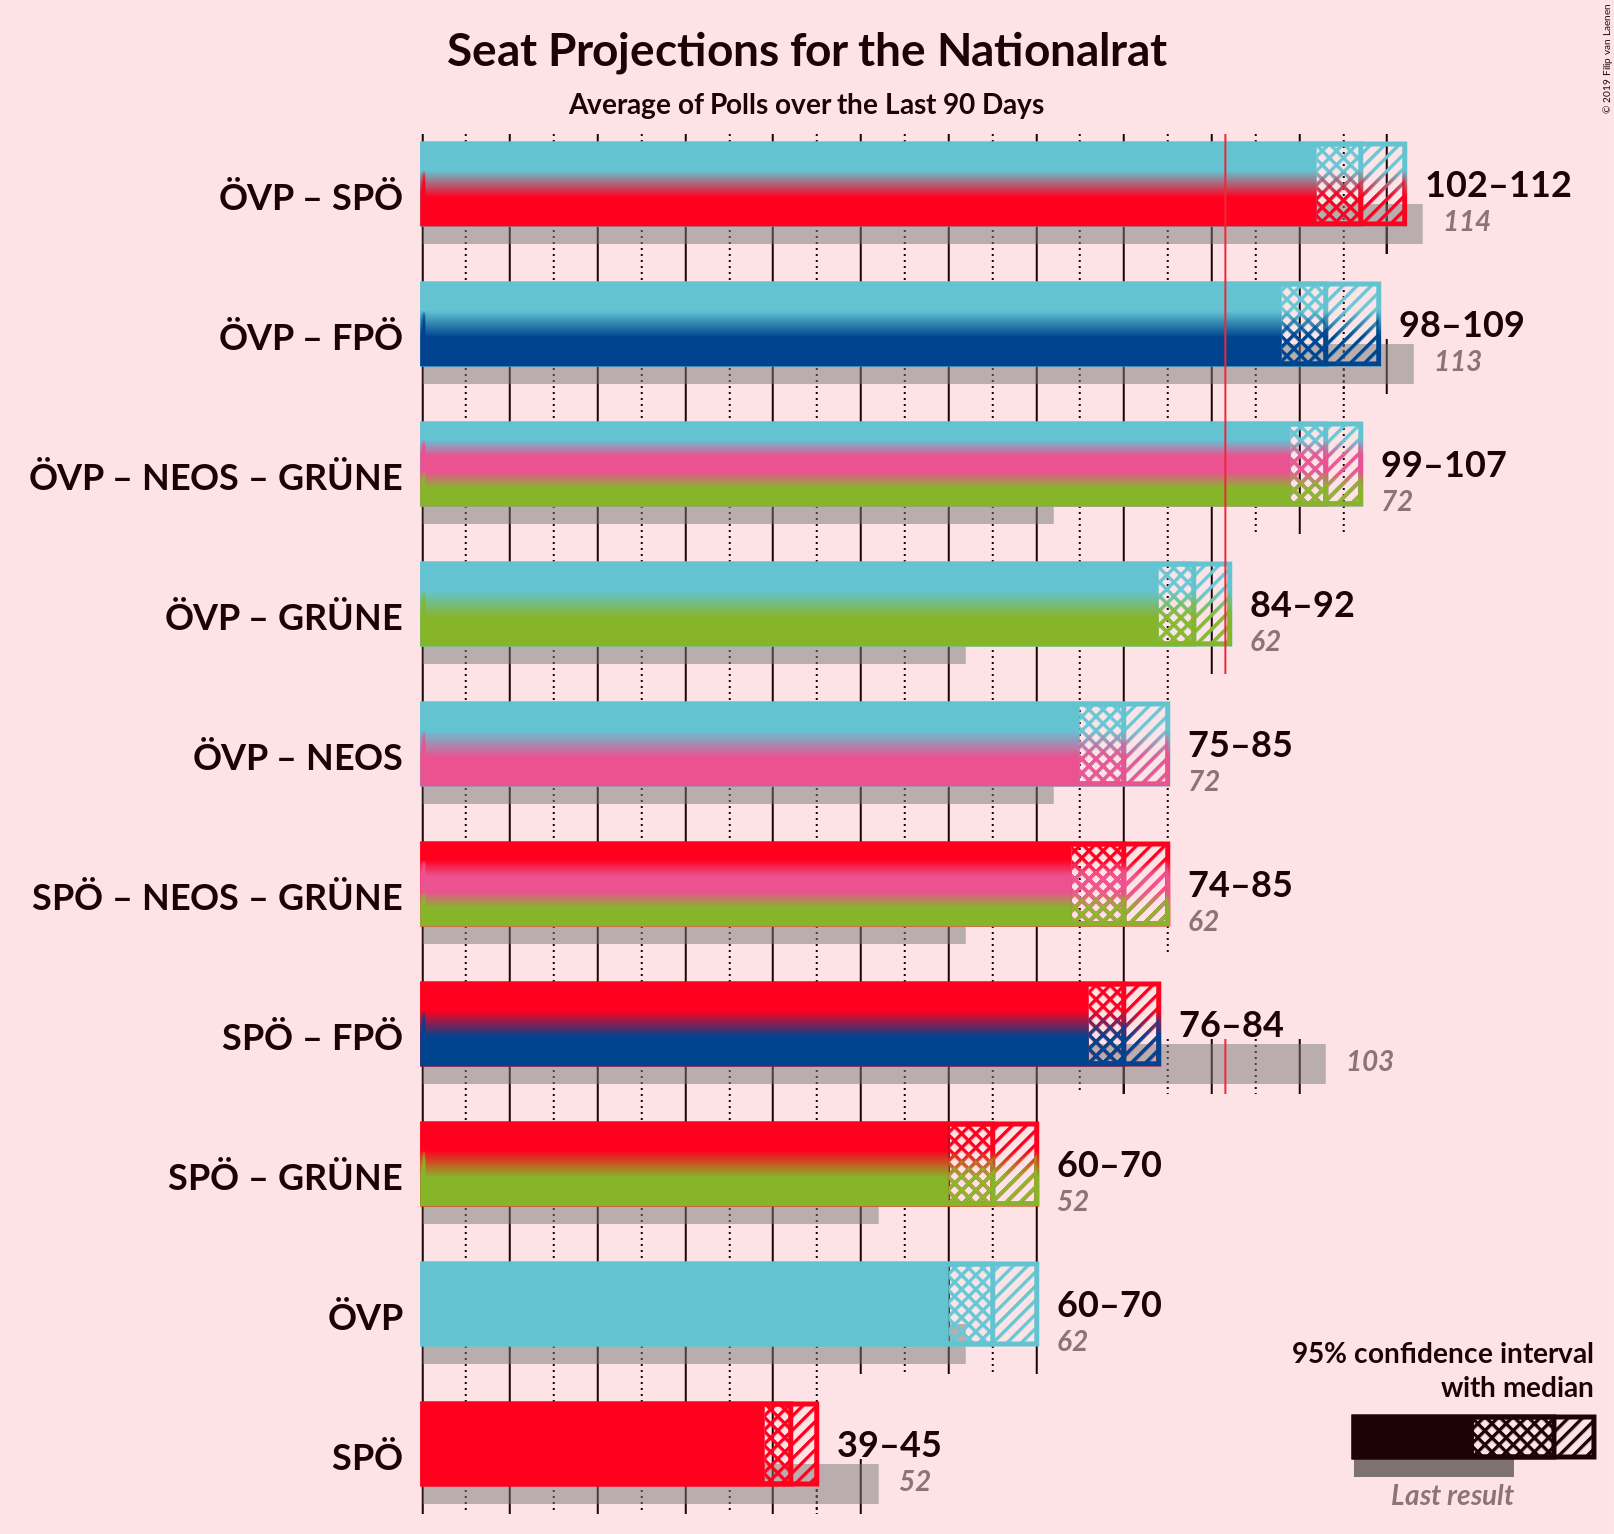 © 2019 Filip van Laenen
Seat Projections for the Nationalrat
Average of Polls over the Last 90 Days
ÖVP – SPÖ
102–112
114
ÖVP – FPÖ
98–109
113
ÖVP – NEOS – GRÜNE
99–107
72
ÖVP – GRÜNE
84–92
62
ÖVP – NEOS
75–85
72
SPÖ – NEOS – GRÜNE
74–85
62
SPÖ – FPÖ
76–84
103
SPÖ – GRÜNE
60–70
52
ÖVP
60–70
62
SPÖ
39–45
52
95% confidence interval
with median
Last result